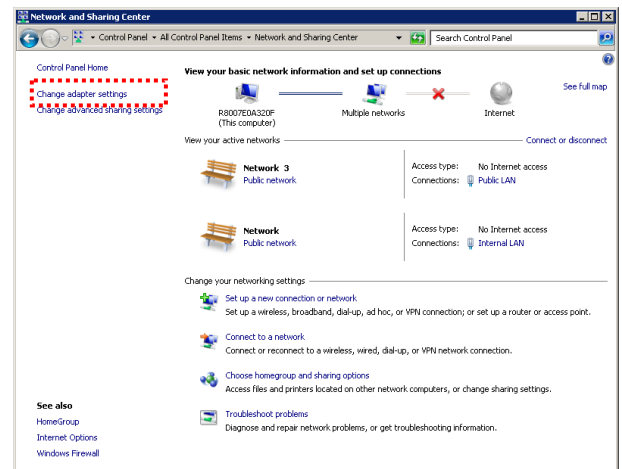 Network and Sharing Center
Control Panel All Control Panel Items Network and Sharing Center Search Control Panel
Control Panel Home
Change adapter settings
Change advanced sharing settings
View your basic network information and set up connections
See full map
R8007E0A320F Multiple networks Internet
(This computer)
View your active networks Connect or disconnect
Network 3 Access type: No Internet access
Public network Connections: Public LAN
Network Access type: No Internet access
Public network Connections: Internal LAN
Change your networking settings
Set up a new connection or network
Set up a wireless, broadband, dial-up, ad hoc, or VPN connection; or set up a router or access point.
Connect to a network
Connect or reconnect to a wireless, wired, dial-up, or VPN network connection.
Choose homegroup and sharing options
Access files and printers located on other network computers, or change sharing settings.
Troubleshoot problems
Diagnose and repair network problems, or get troubleshooting information.
See also
HomeGroup
Internet Options
Windows Firewall